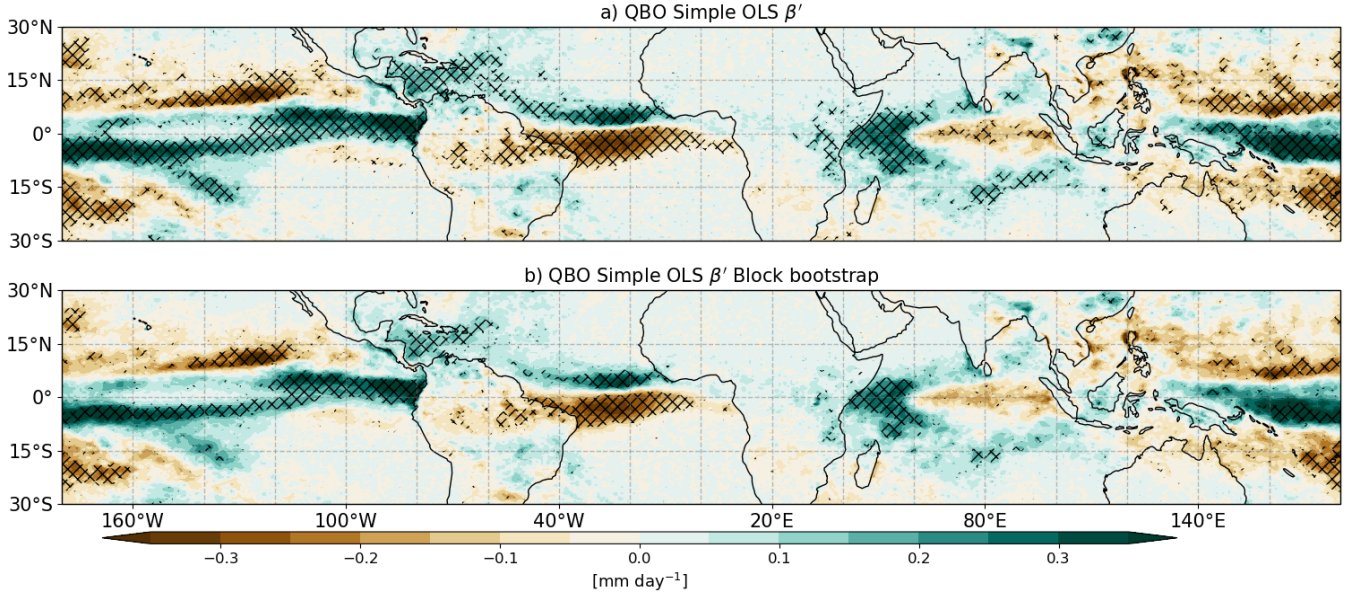 a) QBO Simple OLS β′
30°N
15°N
0°
15°S
30°S
b) QBO Simple OLS β′ Block bootstrap
30°N
15°N
0°
15°S
30°S
160°W 100°W 40°W 20°E 80°E 140°E
−0.3 −0.2 −0.1 0.0 0.1 0.2 0.3
[mm day⁻¹]